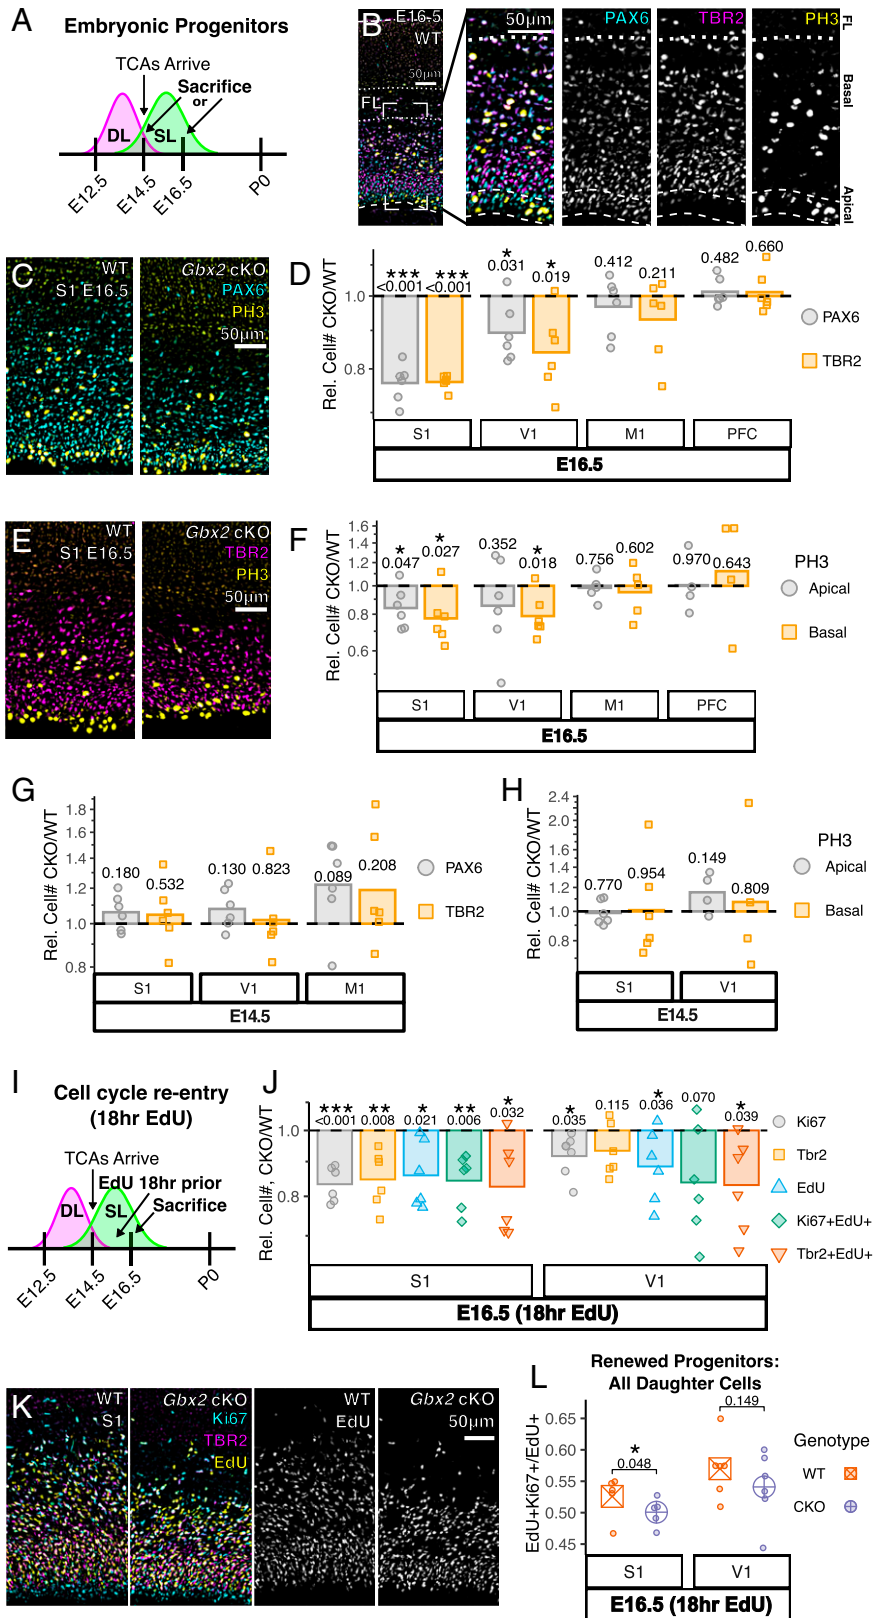 A
Embryonic Progenitors
TCAs Arrive
Sacrifice
or
DL
SL
E12.5
E14.5
E16.5
P0
B
E16.5
WT
50µm
FL
50µm
PAX6
TBR2
PH3
FL
Basal
Apical
C
WT
S1 E16.5
Gbx2 cKO
PAX6
PH3
50µm
D
Rel. Cell# CKO/WT
1.0
0.8
***
<0.001
***
<0.001
*
0.031
*
0.019
0.412
0.211
0.482
0.660
PAX6
TBR2
S1
V1
M1
PFC
E16.5
E
WT
S1 E16.5
Gbx2 cKO
TBR2
PH3
50µm
F
Rel. Cell# CKO/WT
1.6
1.4
1.2
1.0
0.8
0.6
*
0.047
*
0.027
0.352
*
0.018
0.756
0.602
0.970
0.643
PH3
Apical
Basal
S1
V1
M1
PFC
E16.5
G
Rel. Cell# CKO/WT
1.8
1.6
1.4
1.2
1.0
0.8
0.180
0.532
0.130
0.823
0.089
0.208
PAX6
TBR2
S1
V1
M1
E14.5
H
Rel. Cell# CKO/WT
2.4
2.0
1.6
1.4
1.2
1.0
0.8
0.770
0.954
0.149
0.809
PH3
Apical
Basal
S1
V1
E14.5
I
Cell cycle re-entry
(18hr EdU)
TCAs Arrive
EdU 18hr prior
Sacrifice
DL
SL
E12.5
E14.5
E16.5
P0
J
Rel. Cell#, CKO/WT
1.0
0.8
***
<0.001
**
0.008
*
0.021
**
0.006
*
0.032
*
0.035
0.115
*
0.036
0.070
*
0.039
Ki67
Tbr2
EdU
Ki67+EdU+
Tbr2+EdU+
S1
V1
E16.5 (18hr EdU)
K
WT
S1
Gbx2 cKO
Ki67
TBR2
EdU
WT
EdU
Gbx2 cKO
50µm
L
Renewed Progenitors:
All Daughter Cells
EdU+Ki67+/EdU+
0.65
0.60
0.55
0.50
0.45
*
0.048
0.149
Genotype
WT
CKO
S1
V1
E16.5 (18hr EdU)